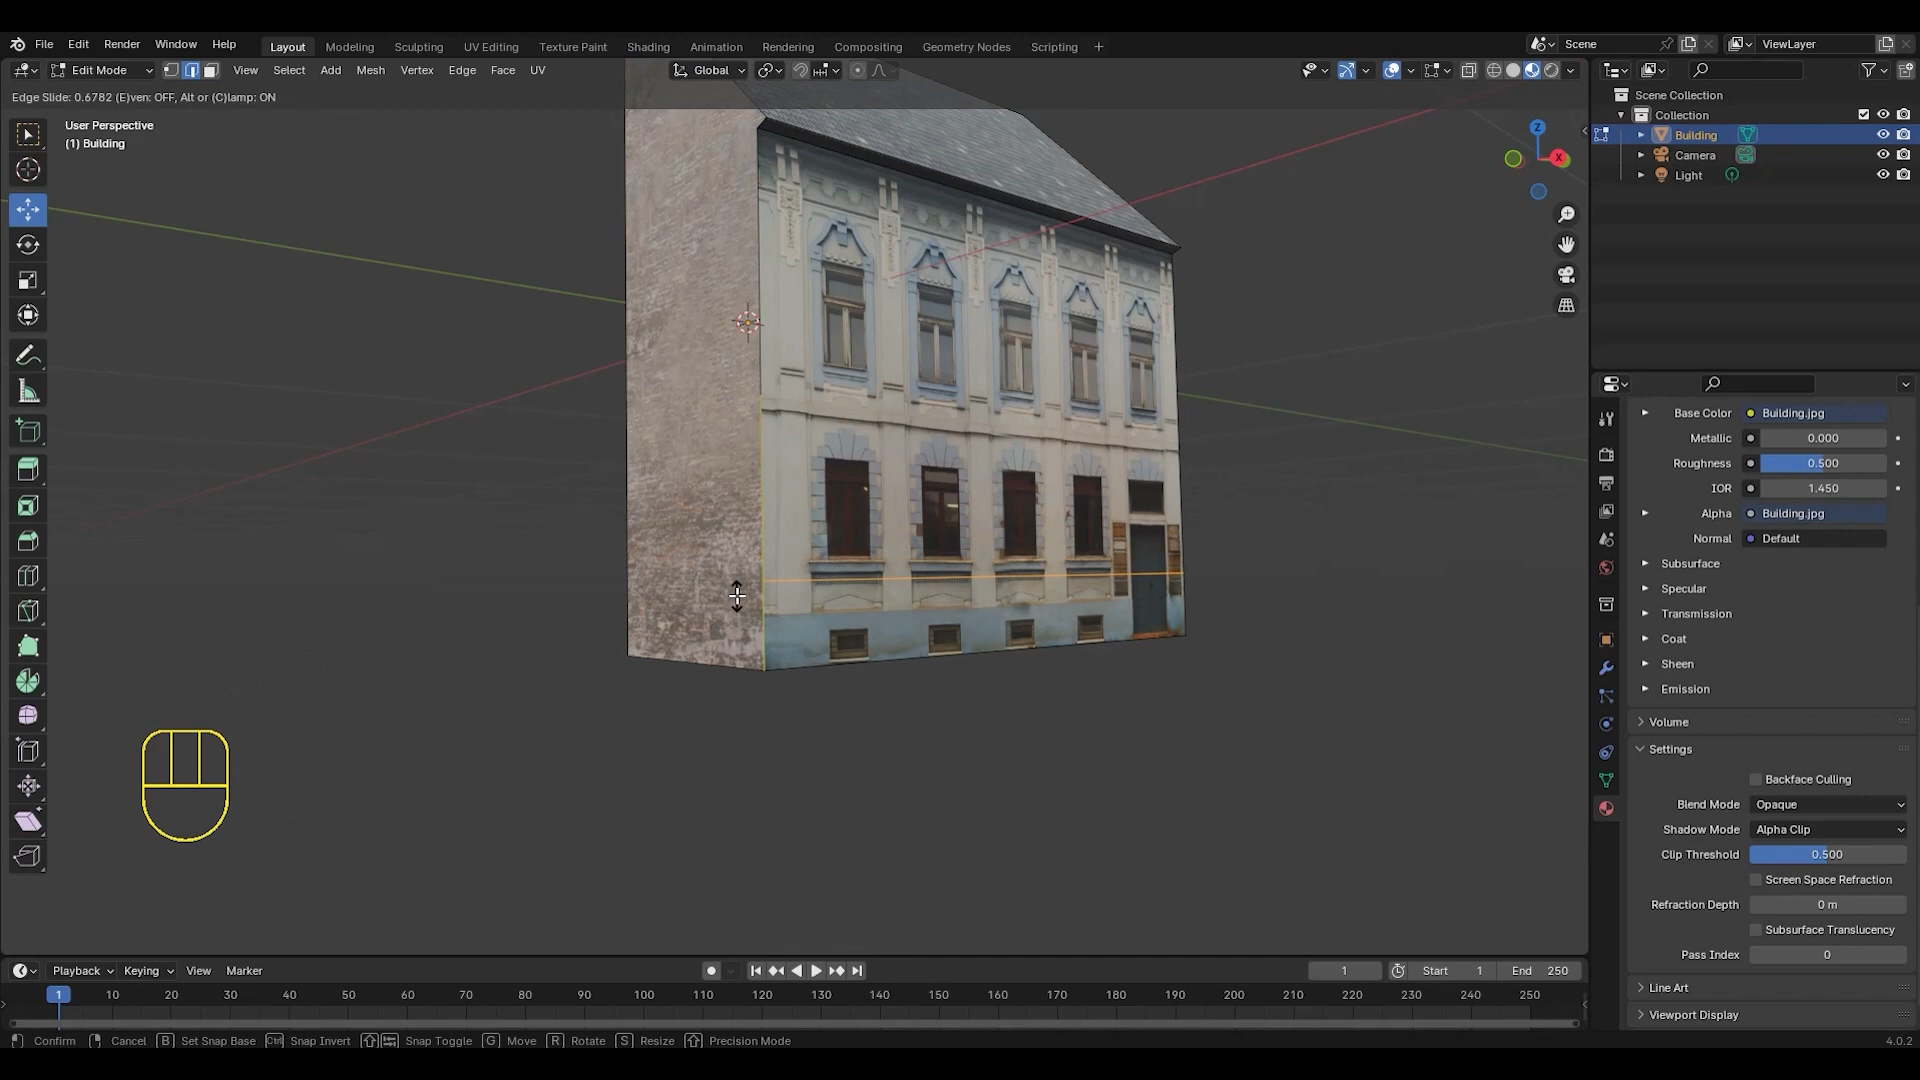 File Edit Render Window Help Layout Modeling Sculpting UV Editing Texture Paint Shading Animation Rendering Compositing Geometry Nodes Scripting + Scene ViewLayer
Edit Mode View Select Add Mesh Vertex Edge Face UV Global
Edge Slide: 0.6782 (E)ven: OFF, Alt or (C)lamp: ON
User Perspective
(1) Building
Z
X
Scene Collection
Collection
Building
Camera
Light
Base Color Building.jpg
Metallic 0.000
Roughness 0.500
IOR 1.450
Alpha Building.jpg
Normal Default
Subsurface
Specular
Transmission
Coat
Sheen
Emission
Volume
Settings
Backface Culling
Blend Mode Opaque
Shadow Mode Alpha Clip
Clip Threshold 0.500
Screen Space Refraction
Refraction Depth 0 m
Subsurface Translucency
Pass Index 0
Line Art
Viewport Display
Playback Keying View Marker 1 Start 1 End 250
1 10 20 30 40 50 60 70 80 90 100 110 120 130 140 150 160 170 180 190 200 210 220 230 240 250
Confirm Cancel B Set Snap Base Ctrl Snap Invert Snap Toggle G Move R Rotate S Resize Precision Mode 4.0.2